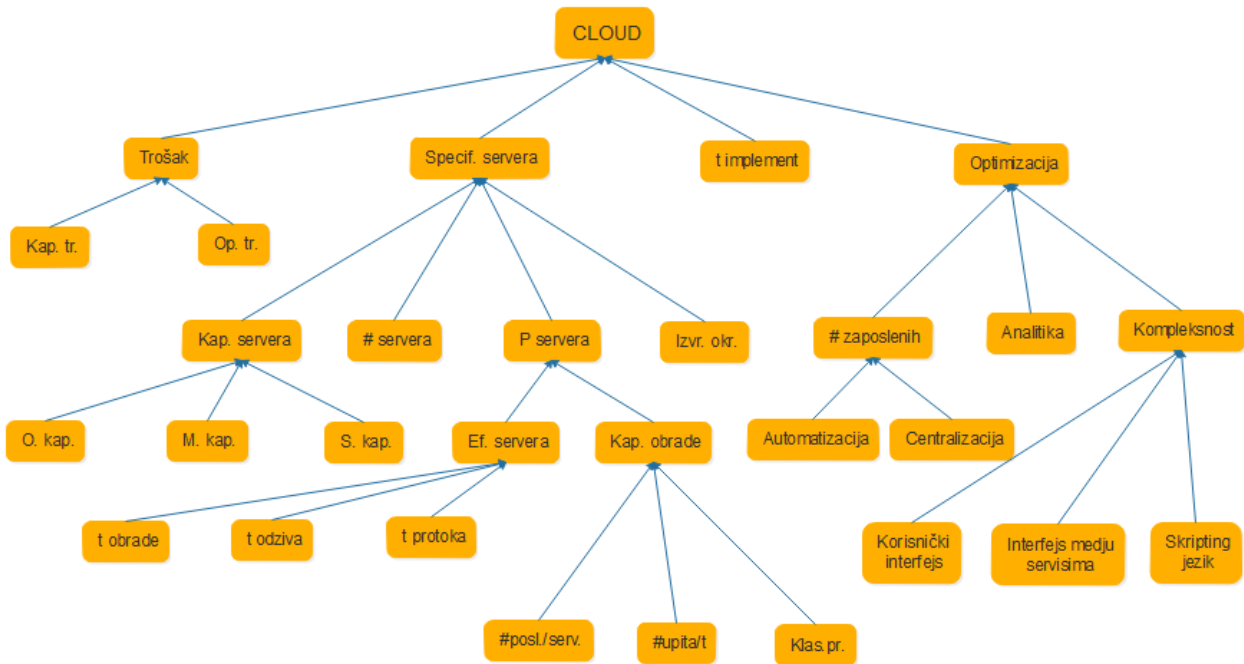 CLOUD
Trošak
Specif. servera
t implement
Optimizacija
Kap. tr.
Op. tr.
Kap. servera
# servera
P servera
Izvr. okr.
# zaposlenih
Analitika
Kompleksnost
O. kap.
M. kap.
S. kap.
Ef. servera
Kap. obrade
Automatizacija
Centralizacija
t obrade
t odziva
t protoka
Korisnički
interfejs
Interfejs medju
servisima
Skripting
jezik
#posl./serv.
#upita/t
Klas.pr.